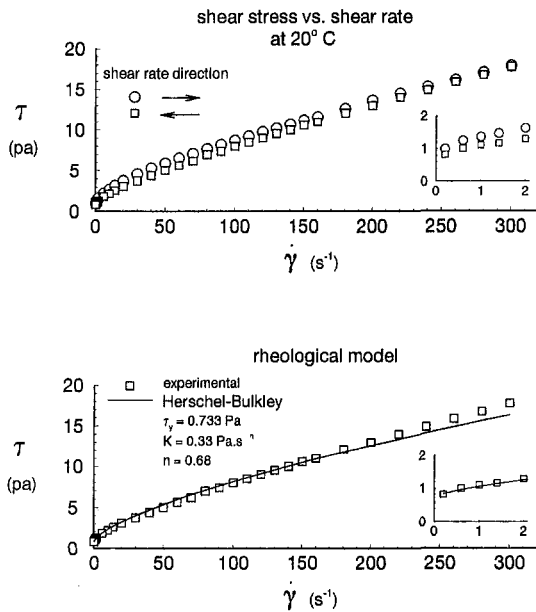 shear stress vs. shear rate
at 20° C
20
15
10
5
0
τ
(pa)
shear rate direction
2
1
0
0 1 2
0 50 100 150 200 250 300
γ̇ (s⁻¹)
rheological model
20
15
10
5
0
τ
(pa)
experimental
Herschel-Bulkley
τy = 0.733 Pa
K = 0.33 Pa.s ⁿ
n = 0.68
2
1
0
0 1 2
0 50 100 150 200 250 300
γ̇ (s⁻¹)